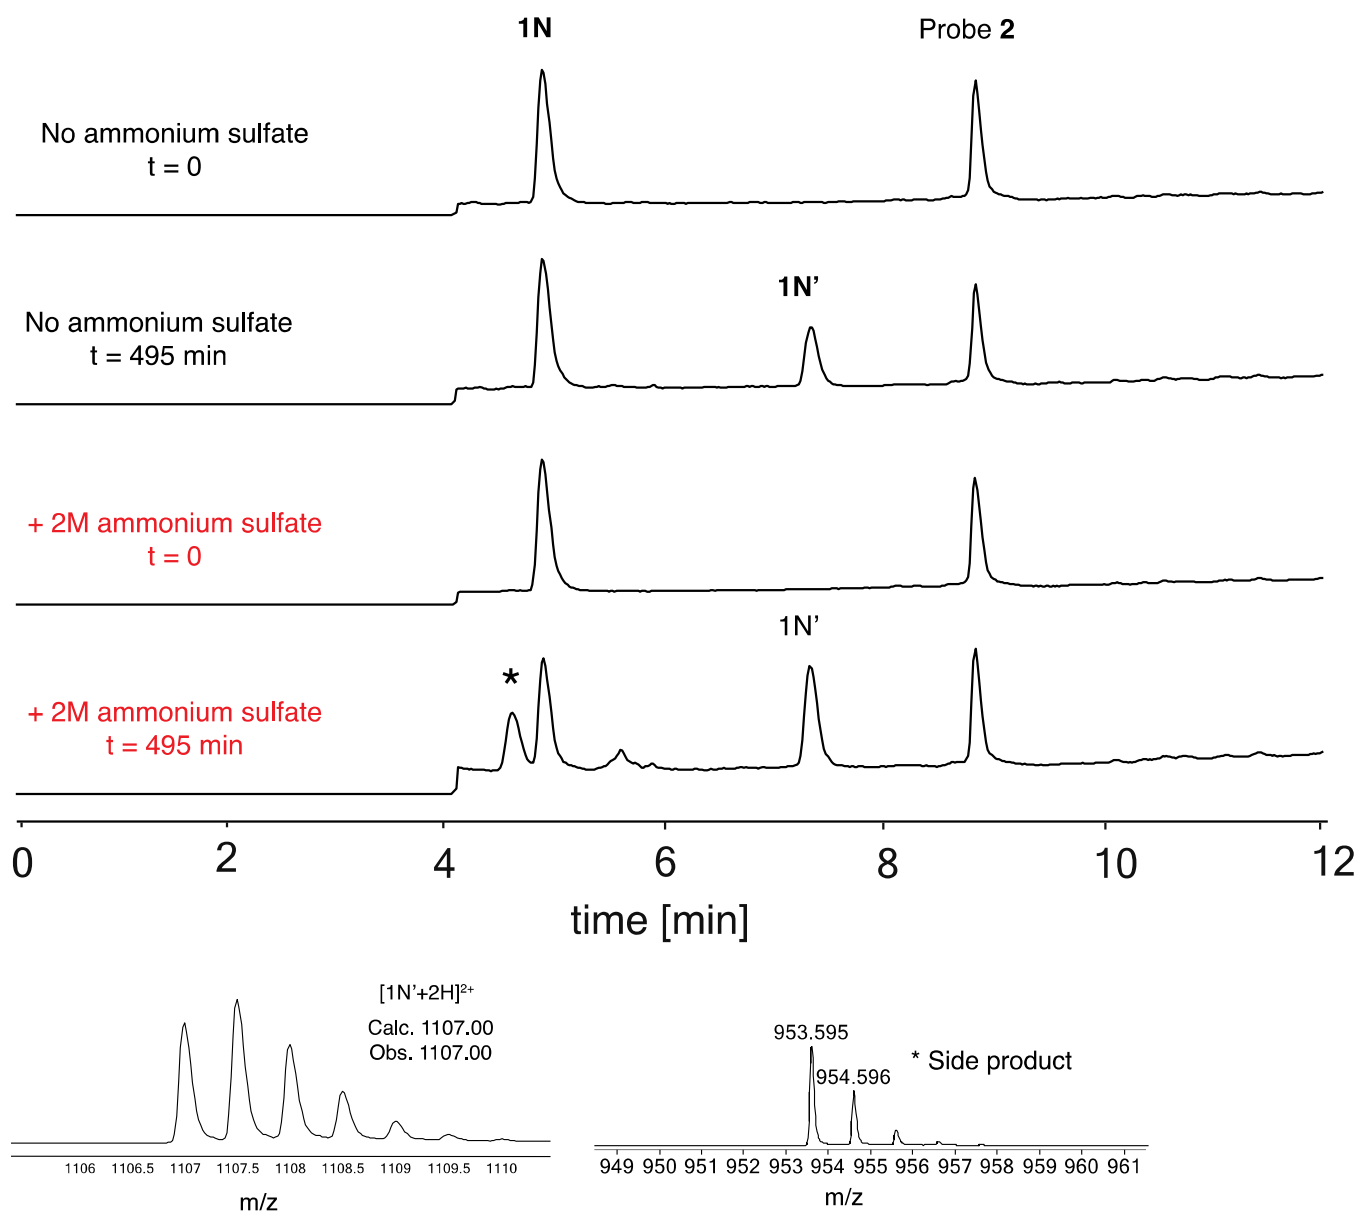 1N
Probe 2
No ammonium sulfate
t = 0
1N’
No ammonium sulfate
t = 495 min
+ 2M ammonium sulfate
t = 0
1N’
*
+ 2M ammonium sulfate
t = 495 min
0 2 4 6 8 10 12
time [min]
[1N’+2H]²⁺
Calc. 1107.00
Obs. 1107.00
1106 1106.5 1107 1107.5 1108 1108.5 1109 1109.5 1110
m/z
953.595
954.596
* Side product
949 950 951 952 953 954 955 956 957 958 959 960 961
m/z